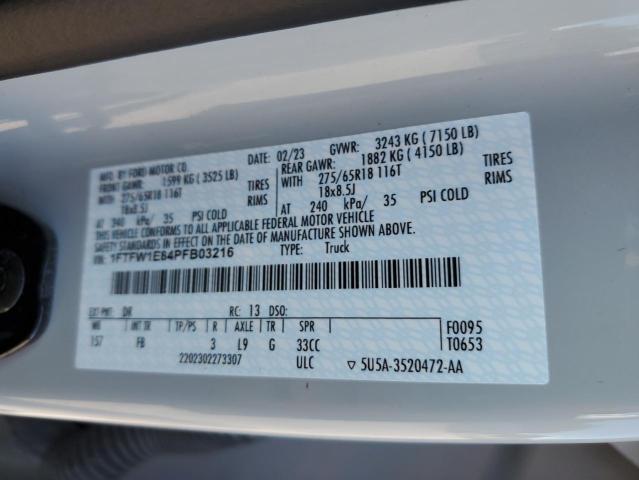 MFD. BY FORD MOTOR CO.
DATE: 02/23 GVWR: 3243 KG ( 7150 LB)
FRONT GAWR: 1599 KG ( 3525 LB) REAR GAWR: 1882 KG ( 4150 LB)
WITH 275/65R18 116T TIRES WITH 275/65R18 116T TIRES
18x8.5J RIMS 18x8.5J RIMS
AT 240 kPa/ 35 PSI COLD AT 240 kPa/ 35 PSI COLD
THIS VEHICLE CONFORMS TO ALL APPLICABLE FEDERAL MOTOR VEHICLE
SAFETY STANDARDS IN EFFECT ON THE DATE OF MANUFACTURE SHOWN ABOVE.
VIN: 1FTFW1E84PFB03216 TYPE: Truck
EXT PNT: RC: 13 DSO:
WB INT TR TP/PS R AXLE TR SPR F0095
157 FB 3 L9 G 33CC T0653
2202302273307 ULC 5U5A-3520472-AA